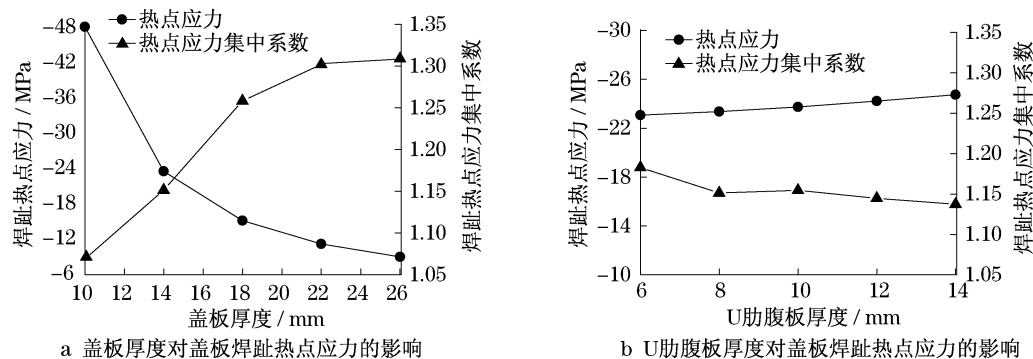 焊趾热点应力 / MPa
-48
-42
-36
-30
-24
-18
-12
-6
热点应力
热点应力集中系数
1.35
1.30
1.25
1.20
1.15
1.10
1.05
焊趾热点应力集中系数
10 12 14 16 18 20 22 24 26
盖板厚度 / mm
a 盖板厚度对盖板焊趾热点应力的影响
焊趾热点应力 / MPa
-30
-26
-22
-18
-14
-10
热点应力
热点应力集中系数
1.35
1.30
1.25
1.20
1.15
1.10
1.05
焊趾热点应力集中系数
6 8 10 12 14
U肋腹板厚度 / mm
b U肋腹板厚度对盖板焊趾热点应力的影响